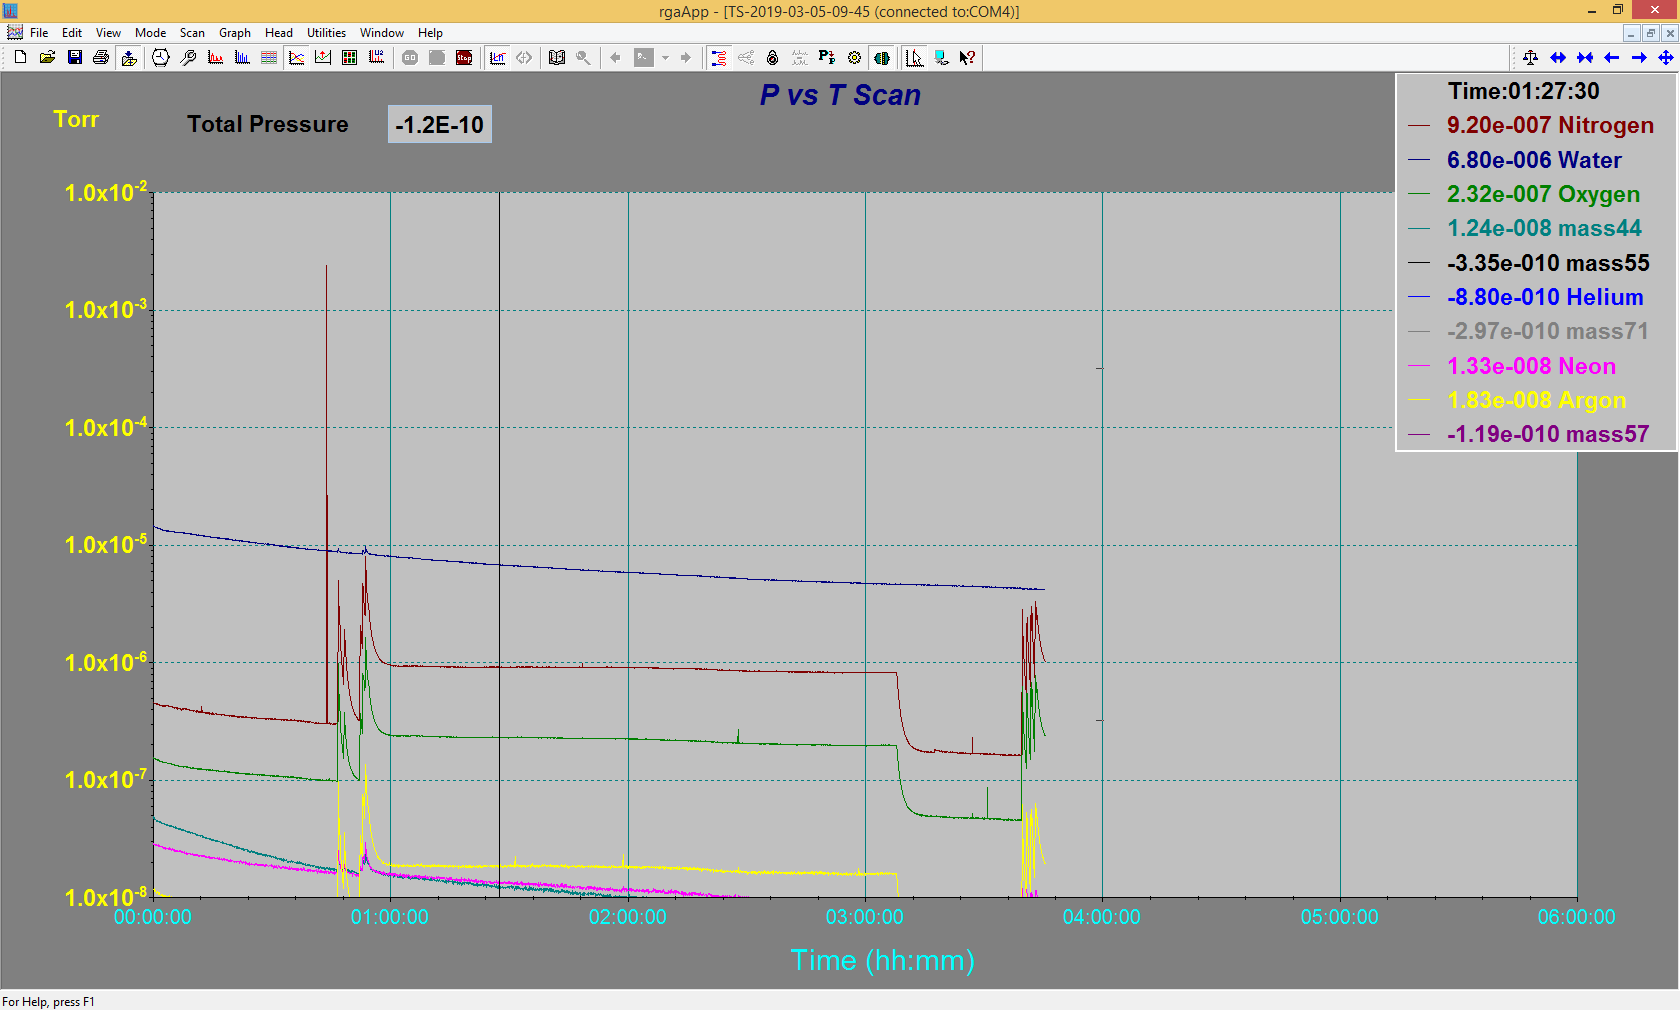 rgaApp - [TS-2019-03-05-09-45 (connected to:COM4)]
File Edit View Mode Scan Graph Head Utilities Window Help
GO Stop
P vs T Scan
Torr
Total Pressure -1.2E-10
Time:01:27:30
9.20e-007 Nitrogen
6.80e-006 Water
2.32e-007 Oxygen
1.24e-008 mass44
-3.35e-010 mass55
-8.80e-010 Helium
-2.97e-010 mass71
1.33e-008 Neon
1.83e-008 Argon
-1.19e-010 mass57
1.0x10-2
1.0x10-3
1.0x10-4
1.0x10-5
1.0x10-6
1.0x10-7
1.0x10-8
00:00:00 01:00:00 02:00:00 03:00:00 04:00:00 05:00:00 06:00:00
Time (hh:mm)
For Help, press F1